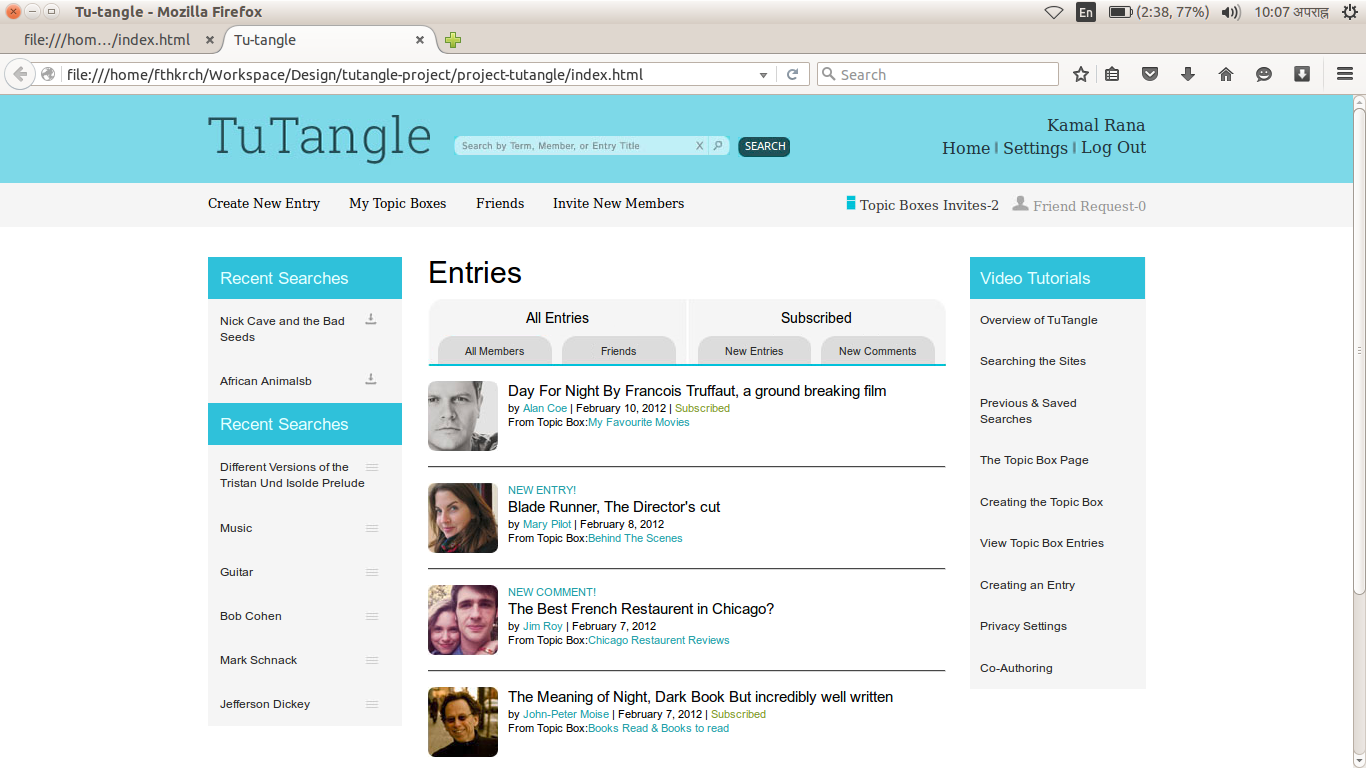 Tu-tangle - Mozilla Firefox
En
(2:38, 77%)
10:07 अपराह्न
file:///hom…/index.html
Tu-tangle
file:///home/fthkrch/Workspace/Design/tutangle-project/project-tutangle/index.html
Search
TuTangle
Search by Term, Member, or Entry Title
X
SEARCH
Kamal Rana
Home | Settings | Log Out
Create New Entry
My Topic Boxes
Friends
Invite New Members
Topic Boxes Invites-2
Friend Request-0
Recent Searches
Nick Cave and the Bad
Seeds
African Animalsb
Recent Searches
Different Versions of the
Tristan Und Isolde Prelude
Music
Guitar
Bob Cohen
Mark Schnack
Jefferson Dickey
Entries
All Entries
Subscribed
All Members
Friends
New Entries
New Comments
Day For Night By Francois Truffaut, a ground breaking film
by Alan Coe | February 10, 2012 | Subscribed
From Topic Box:My Favourite Movies
NEW ENTRY!
Blade Runner, The Director's cut
by Mary Pilot | February 8, 2012
From Topic Box:Behind The Scenes
NEW COMMENT!
The Best French Restaurent in Chicago?
by Jim Roy | February 7, 2012
From Topic Box:Chicago Restaurent Reviews
The Meaning of Night, Dark Book But incredibly well written
by John-Peter Moise | February 7, 2012 | Subscribed
From Topic Box:Books Read & Books to read
Video Tutorials
Overview of TuTangle
Searching the Sites
Previous & Saved
Searches
The Topic Box Page
Creating the Topic Box
View Topic Box Entries
Creating an Entry
Privacy Settings
Co-Authoring